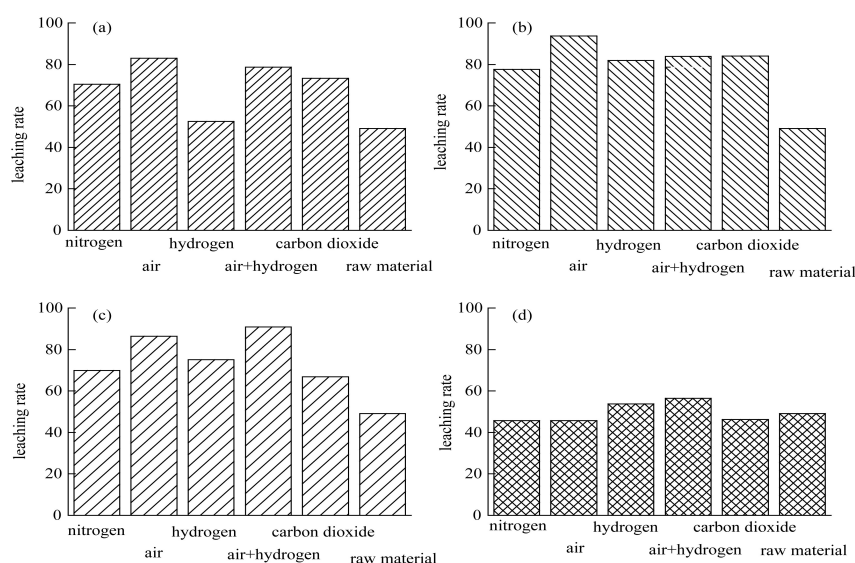 (a)
100
80
60
40
20
0
leaching rate
nitrogen
hydrogen
carbon dioxide
air
air+hydrogen
raw material
(b)
100
80
60
40
20
0
leaching rate
nitrogen
hydrogen
carbon dioxide
air
air+hydrogen
raw material
(c)
100
80
60
40
20
0
leaching rate
nitrogen
hydrogen
carbon dioxide
air
air+hydrogen
raw material
(d)
100
80
60
40
20
0
leaching rate
nitrogen
hydrogen
carbon dioxide
air
air+hydrogen
raw material